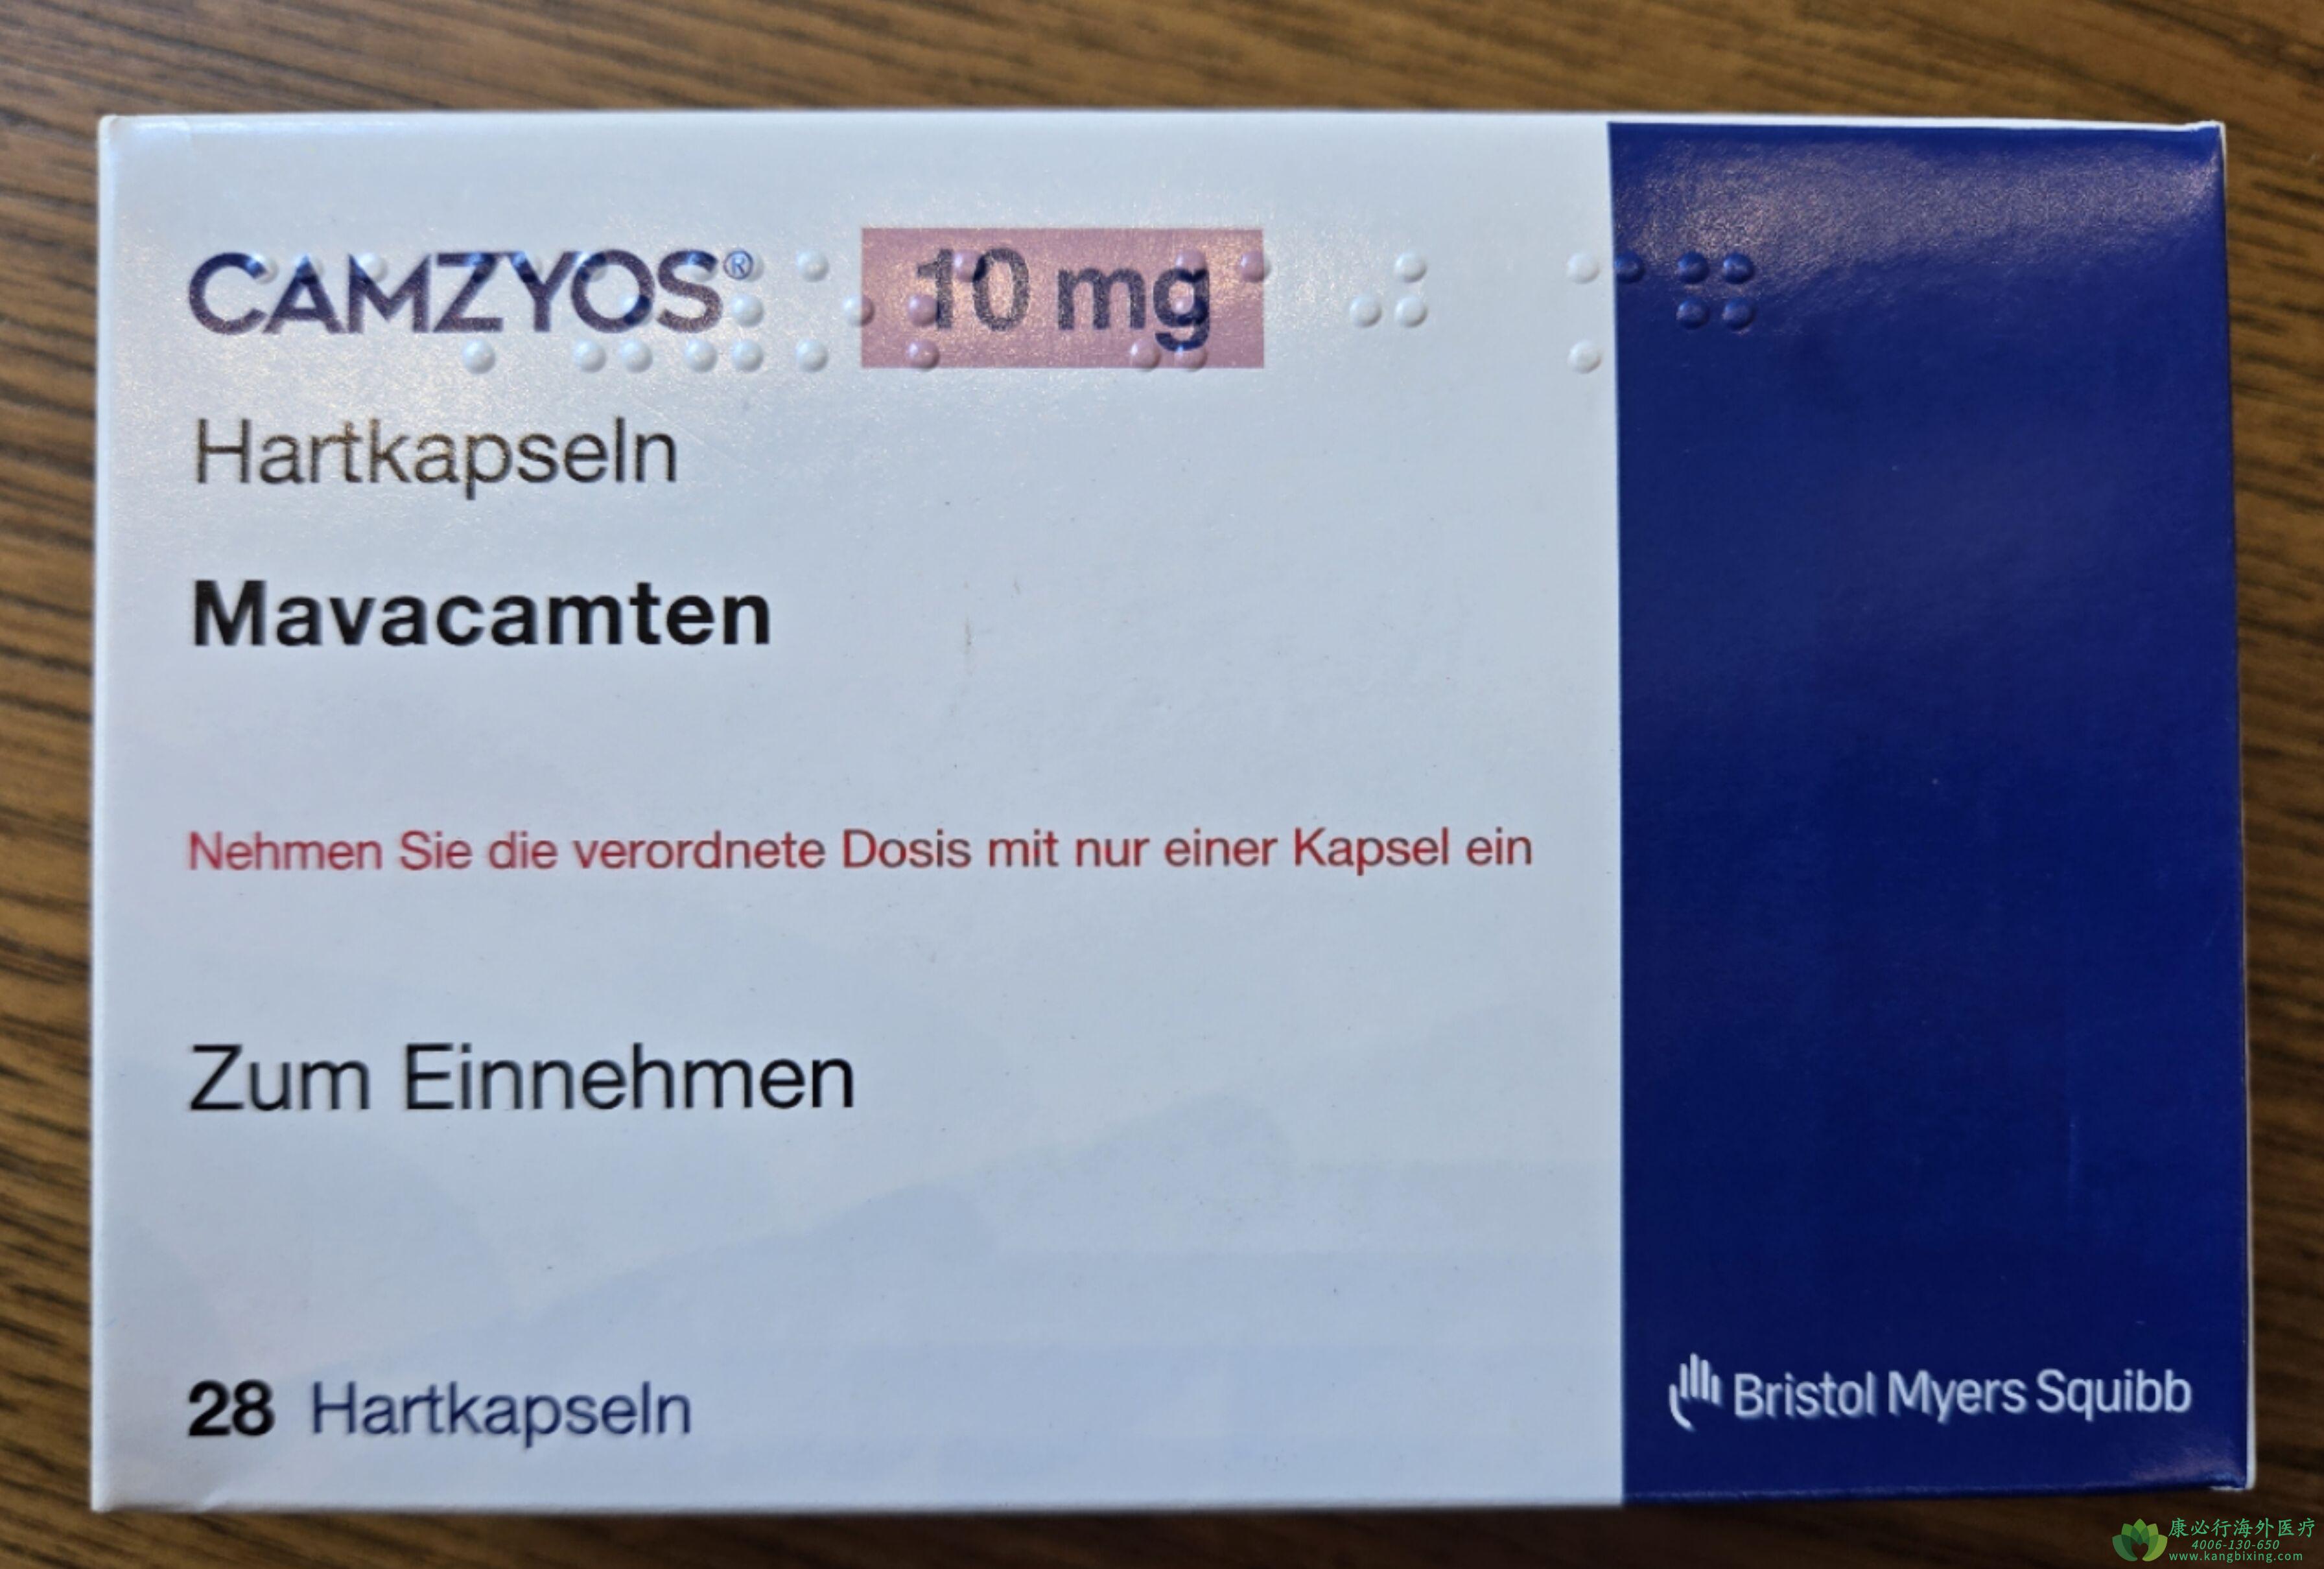 CAMZYOS® 10 mg
Hartkapseln
Mavacamten
Nehmen Sie die verordnete Dosis mit nur einer Kapsel ein
Zum Einnehmen
28 Hartkapseln
Bristol Myers Squibb
康必行海外医疗
4006-130-650
www.kangbixing.com